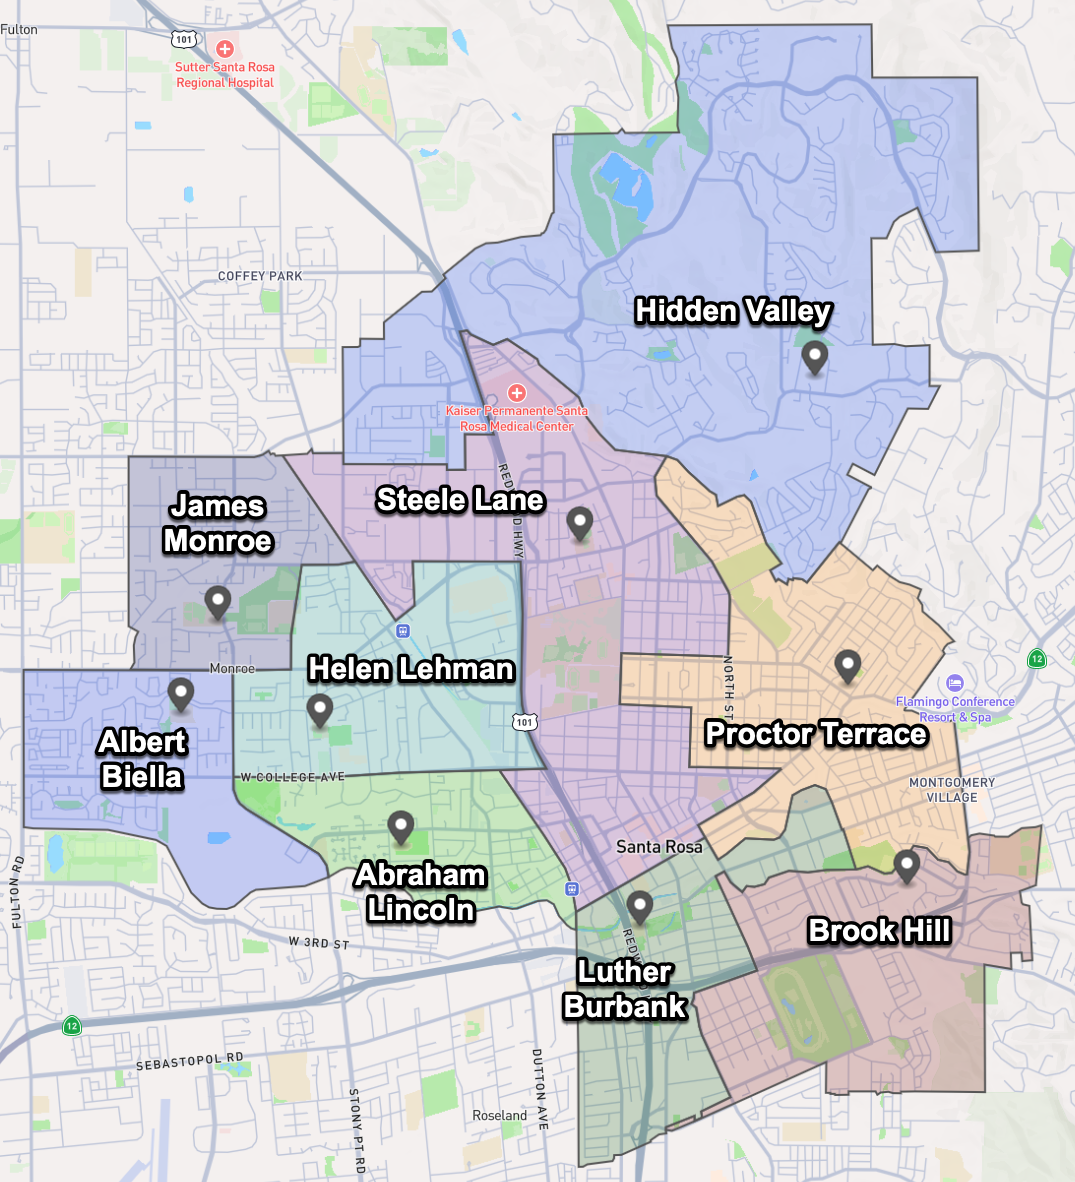 Fulton
101
Sutter Santa Rosa
Regional Hospital
COFFEY PARK
Hidden Valley
Kaiser Permanente Santa
Rosa Medical Center
Steele Lane
REDWOOD HWY
James
Monroe
Monroe
Helen Lehman
12
NORTH ST
Flamingo Conference
Resort & Spa
101
Proctor Terrace
Albert
Biella
W COLLEGE AVE
MONTGOMERY
VILLAGE
Santa Rosa
Abraham
Lincoln
FULTON RD
W 3RD ST
Brook Hill
Luther
Burbank
12
SEBASTOPOL RD
DUTTON AVE
STONY PT RD
Roseland